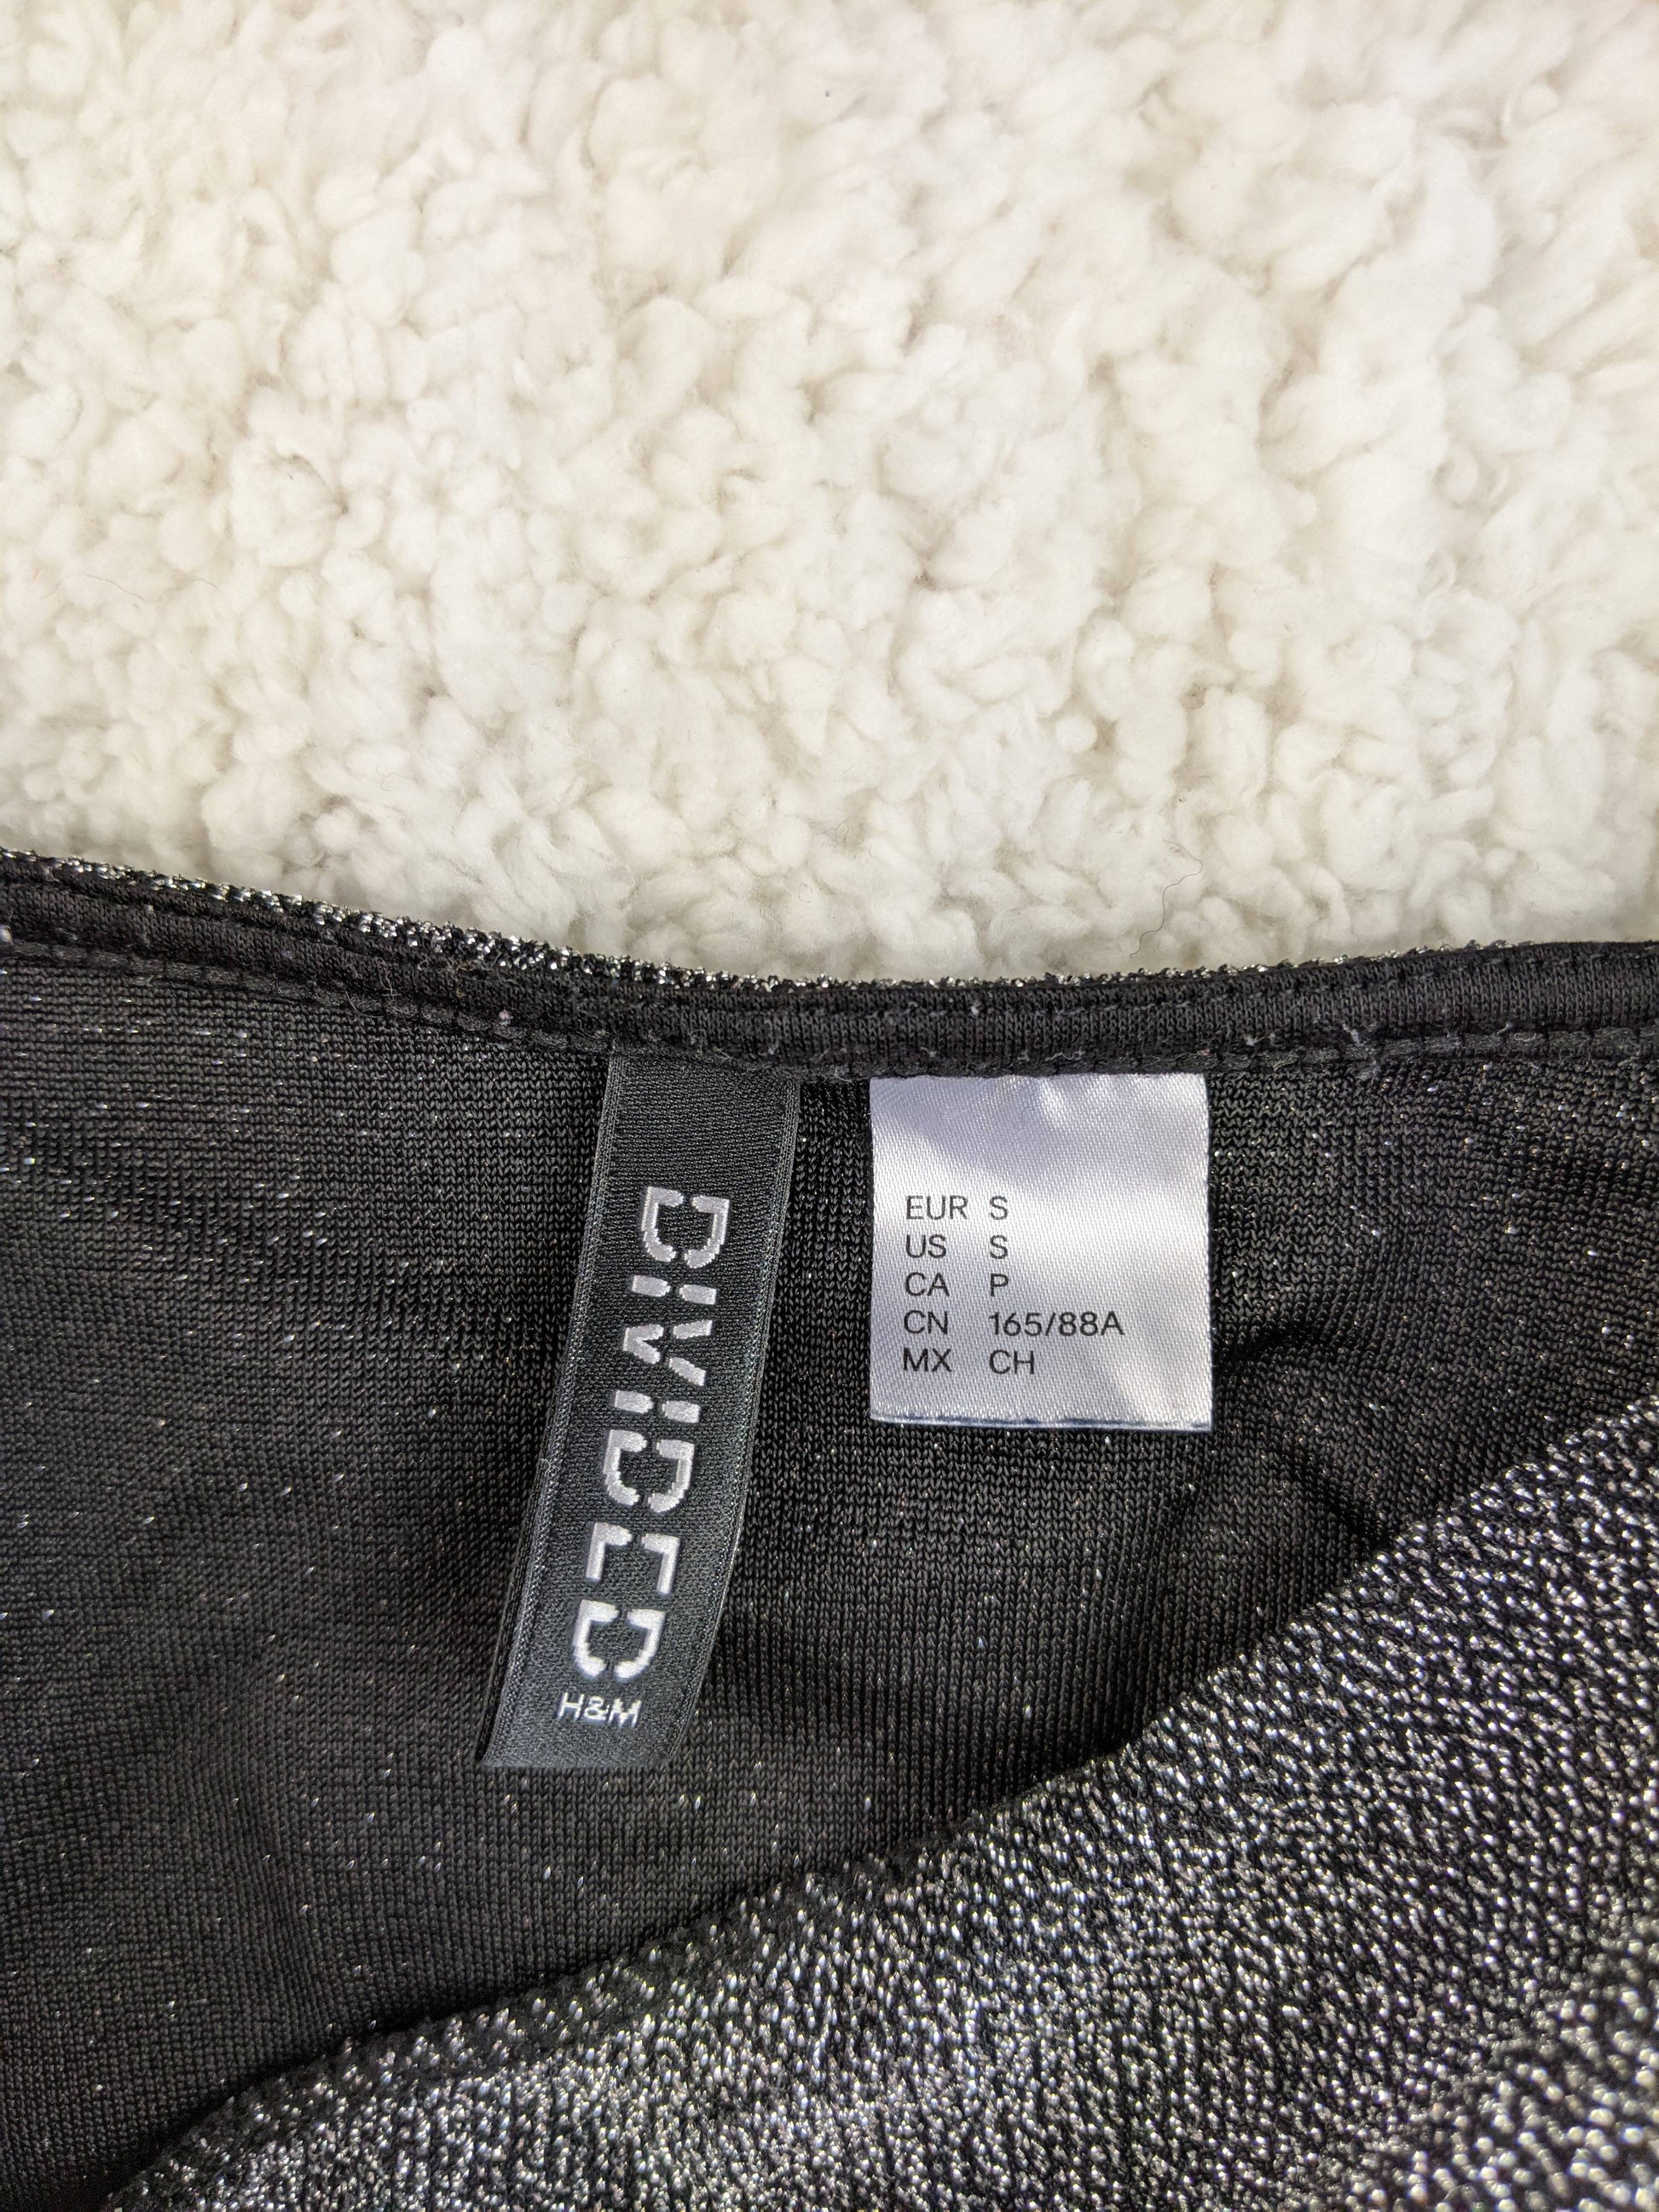 DIVIDED
H&M
EUR S
US S
CA P
CN 165/88A
MX CH